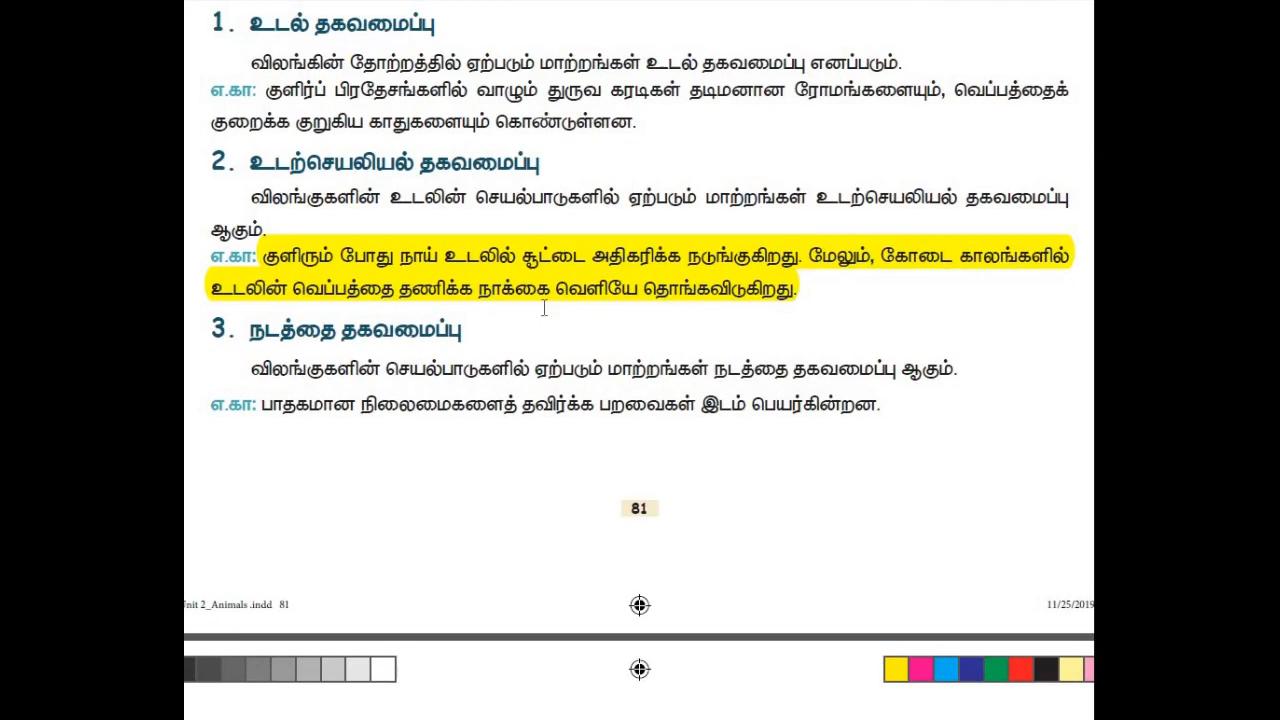 1. உடல் தகவமைப்பு
விலங்கின் தோற்றத்தில் ஏற்படும் மாற்றங்கள் உடல் தகவமைப்பு எனப்படும்.
எ.கா: குளிர்ப் பிரதேசங்களில் வாழும் துருவ கரடிகள் தடிமனான ரோமங்களையும், வெப்பத்தைக்
குறைக்க குறுகிய காதுகளையும் கொண்டுள்ளன.
2. உடற்செயலியல் தகவமைப்பு
விலங்குகளின் உடலின் செயல்பாடுகளில் ஏற்படும் மாற்றங்கள் உடற்செயலியல் தகவமைப்பு
ஆகும்.
எ.கா: குளிரும் போது நாய் உடலில் சூட்டை அதிகரிக்க நடுங்குகிறது. மேலும், கோடை காலங்களில்
உடலின் வெப்பத்தை தணிக்க நாக்கை வெளியே தொங்கவிடுகிறது.
3. நடத்தை தகவமைப்பு
விலங்குகளின் செயல்பாடுகளில் ஏற்படும் மாற்றங்கள் நடத்தை தகவமைப்பு ஆகும்.
எ.கா: பாதகமான நிலைமைகளைத் தவிர்க்க பறவைகள் இடம் பெயர்கின்றன.
81
Unit 2_Animals .indd 81
11/25/2019